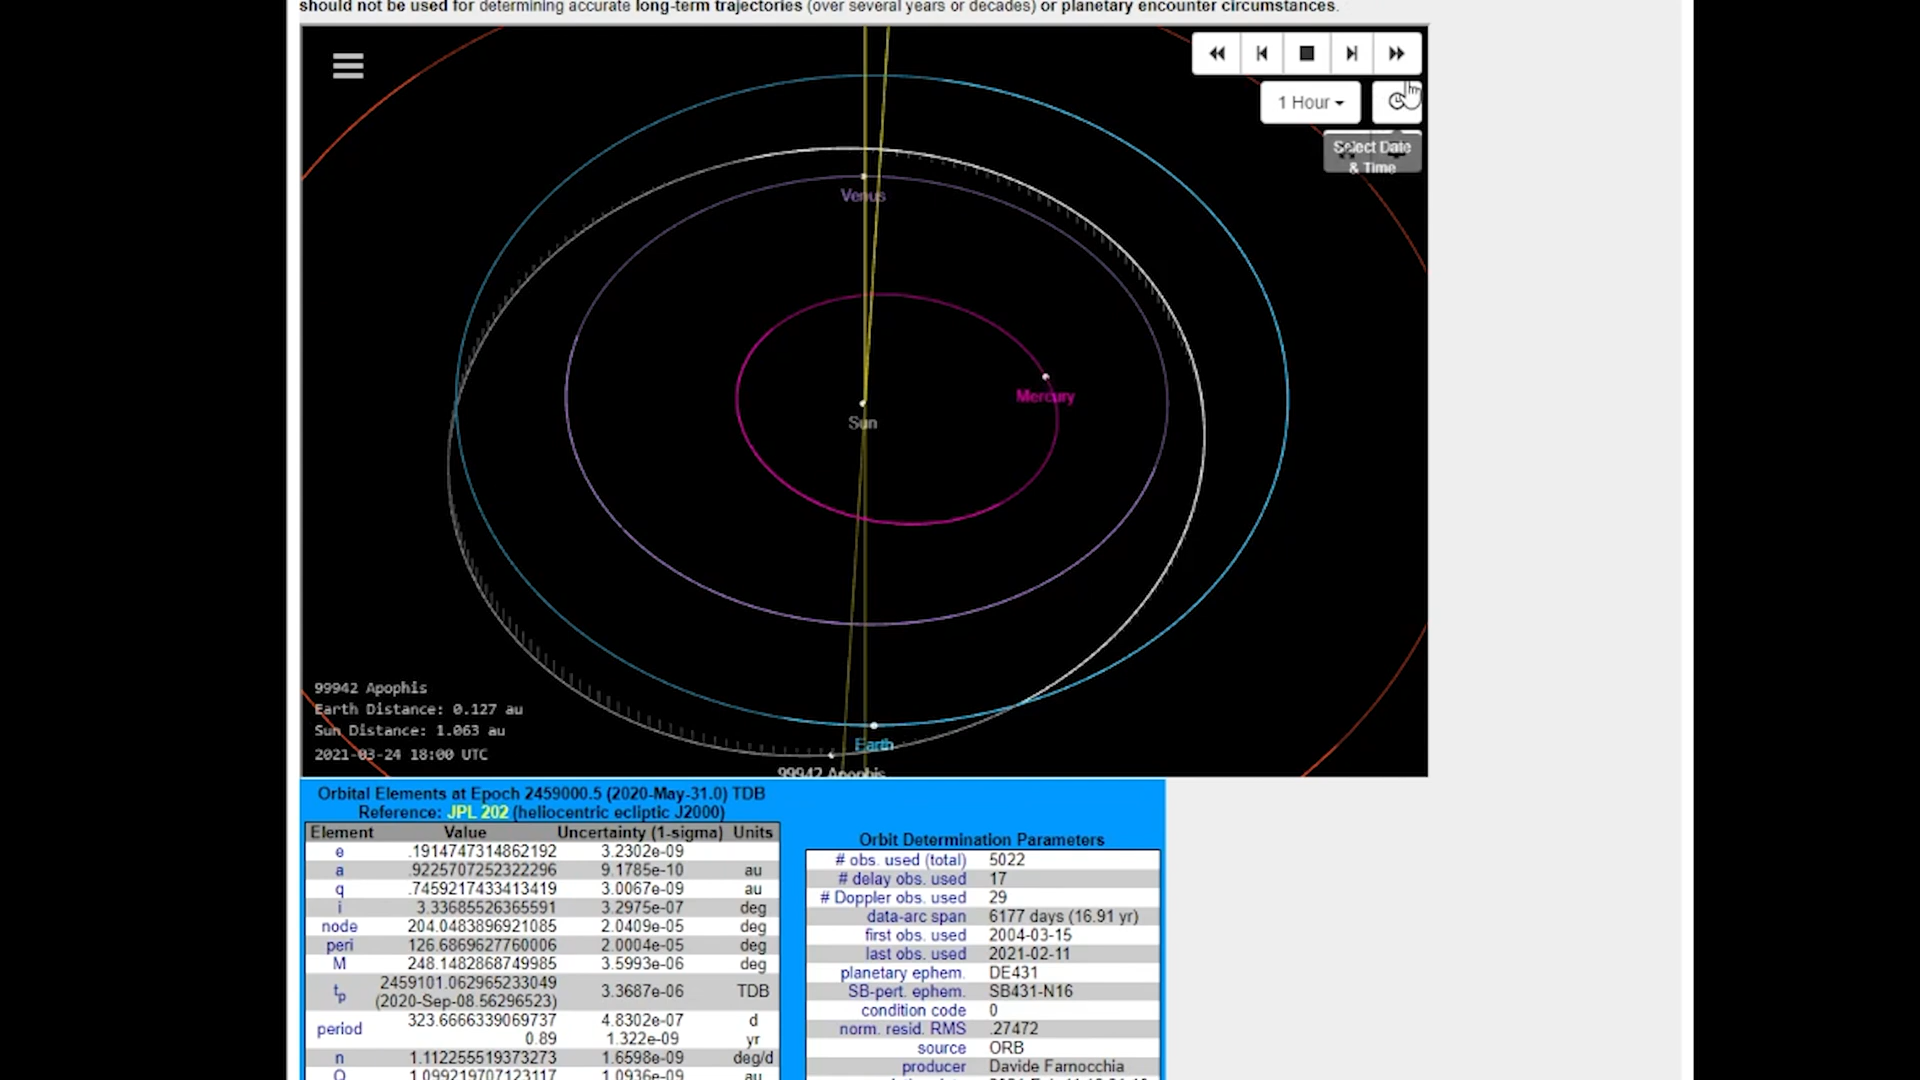 should not be used for determining accurate long-term trajectories (over several years or decades) or planetary encounter circumstances.
1 Hour
Select Date
& Time
Venus
Mercury
Sun
99942 Apophis
Earth Distance: 0.127 au
Sun Distance: 1.063 au
2021-03-24 18:00 UTC
Earth
99942 Apophis
Orbital Elements at Epoch 2459000.5 (2020-May-31.0) TDB
Reference: JPL 202 (heliocentric ecliptic J2000)
Element Value Uncertainty (1-sigma) Units
e .1914747314862192 3.2302e-09
a .9225707252322296 9.1785e-10 au
q .7459217433413419 3.0067e-09 au
i 3.33685526365591 3.2975e-07 deg
node 204.0483896921085 2.0409e-05 deg
peri 126.6869627760006 2.0004e-05 deg
M 248.1482868749985 3.5993e-06 deg
tp 2459101.062965233049 3.3687e-06 TDB
(2020-Sep-08.56296523)
period 323.6666339069737 4.8302e-07 d
0.89 1.322e-09 yr
n 1.112255519373273 1.6598e-09 deg/d
Q 1.099219707123117 1.0936e-09 au
Orbit Determination Parameters
# obs. used (total) 5022
# delay obs. used 17
# Doppler obs. used 29
data-arc span 6177 days (16.91 yr)
first obs. used 2004-03-15
last obs. used 2021-02-11
planetary ephem. DE431
SB-pert. ephem. SB431-N16
condition code 0
norm. resid. RMS .27472
source ORB
producer Davide Farnocchia